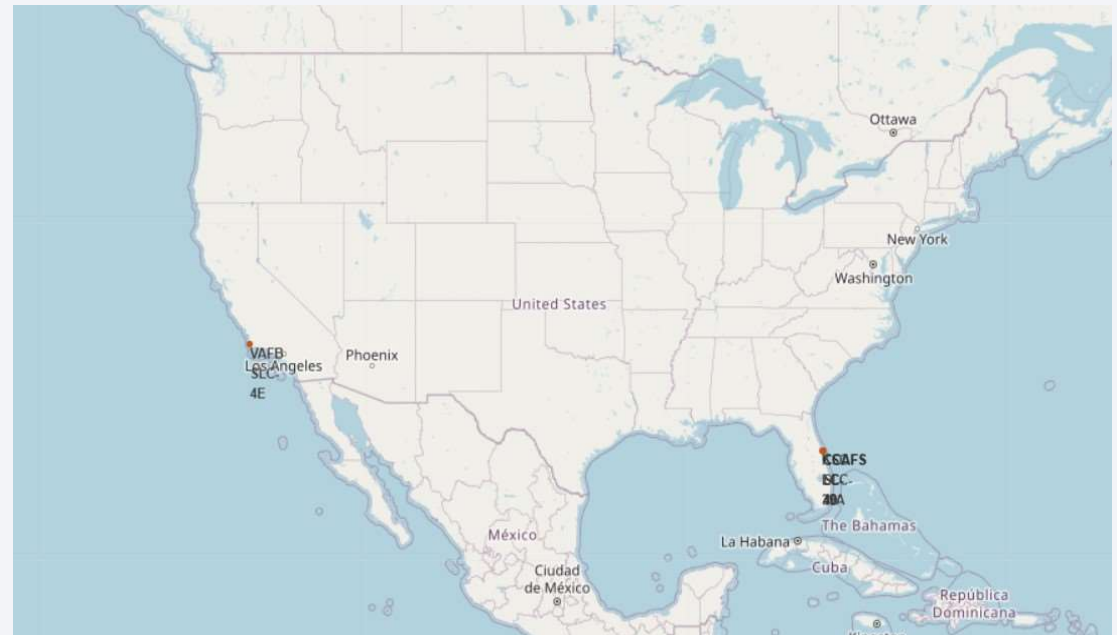 Ottawa
New York
Washington
United States
VAFB
Los Angeles
SLC-
4E
Phoenix
CCAFS
The Bahamas
La Habana
México
Cuba
Ciudad
de México
República
Dominicana